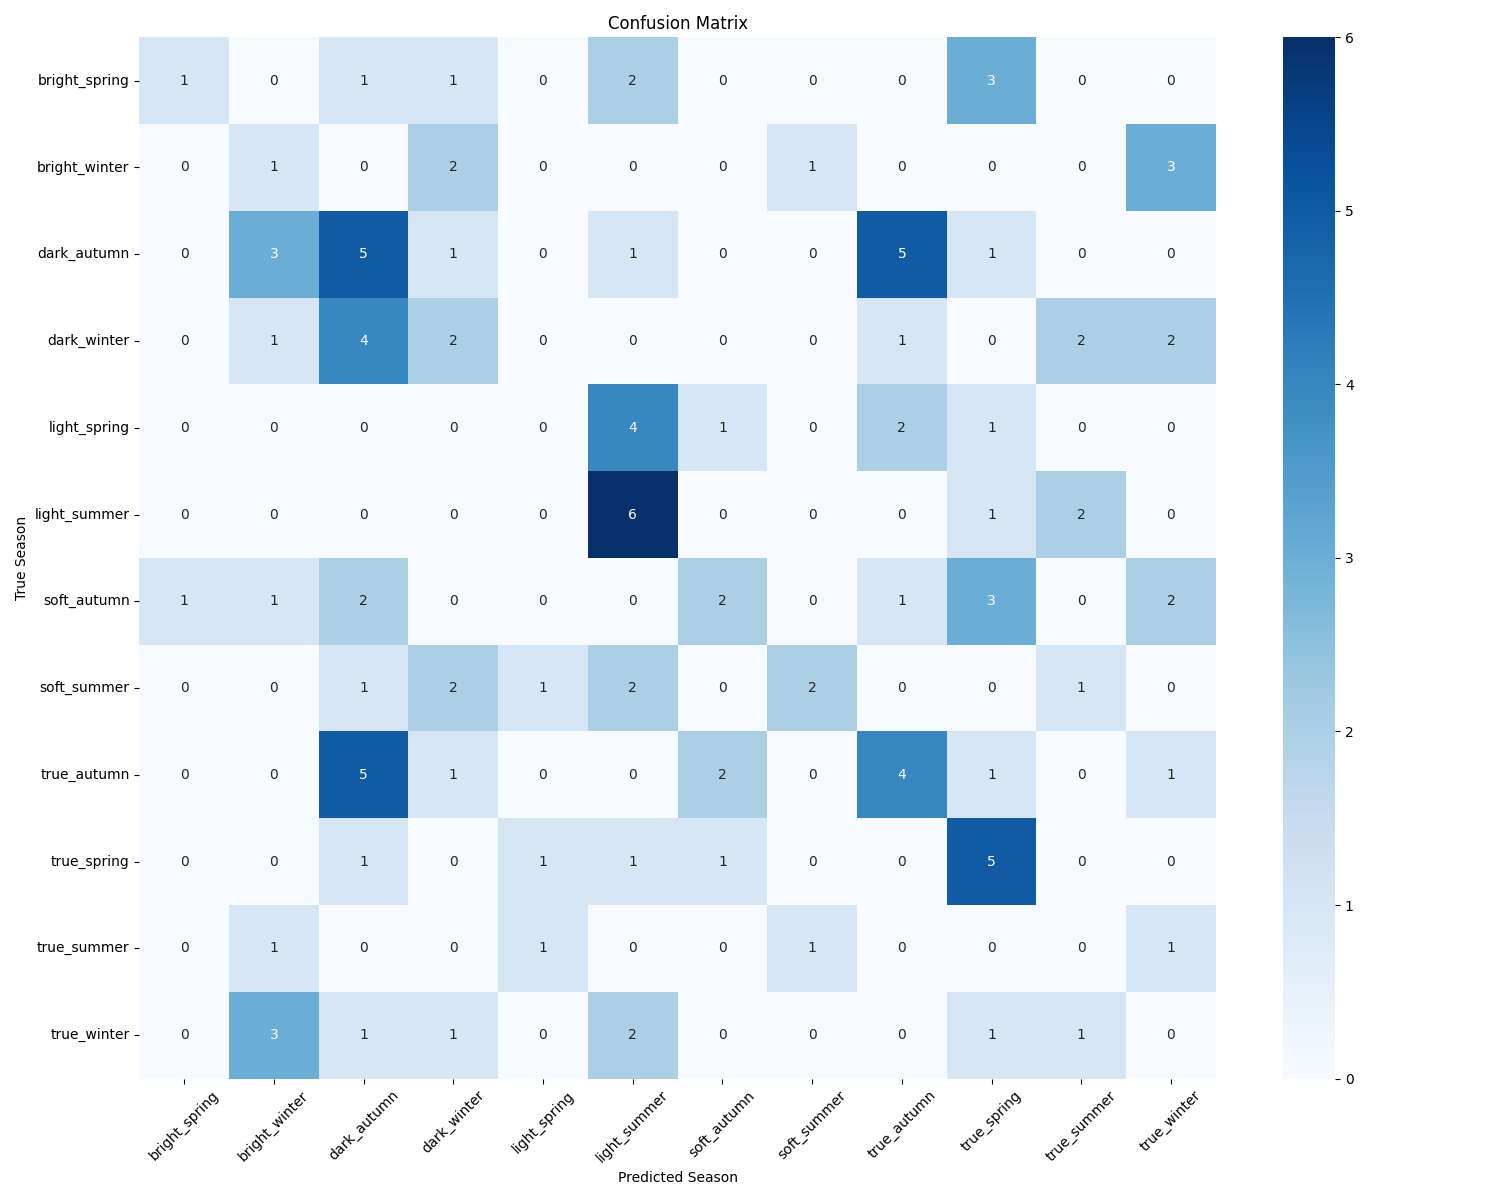 Confusion Matrix
bright_spring 1 0 1 1 0 2 0 0 0 3 0 0
bright_winter 0 1 0 2 0 0 0 1 0 0 0 3
dark_autumn 0 3 5 1 0 1 0 0 5 1 0 0
dark_winter 0 1 4 2 0 0 0 0 1 0 2 2
light_spring 0 0 0 0 0 4 1 0 2 1 0 0
light_summer 0 0 0 0 0 6 0 0 0 1 2 0
soft_autumn 1 1 2 0 0 0 2 0 1 3 0 2
soft_summer 0 0 1 2 1 2 0 2 0 0 1 0
true_autumn 0 0 5 1 0 0 2 0 4 1 0 1
true_spring 0 0 1 0 1 1 1 0 0 5 0 0
true_summer 0 1 0 0 1 0 0 1 0 0 0 1
true_winter 0 3 1 1 0 2 0 0 0 1 1 0
True Season
bright_spring bright_winter dark_autumn dark_winter light_spring light_summer soft_autumn soft_summer true_autumn true_spring true_summer true_winter
Predicted Season
6
5
4
3
2
1
0